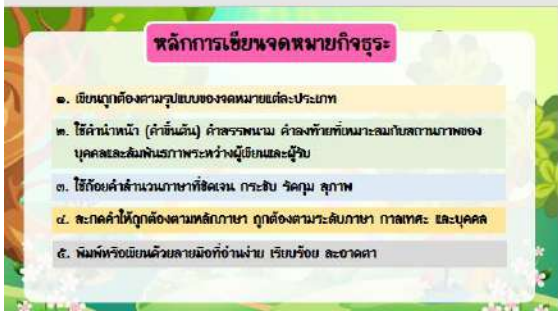 หลักการเขียนจดหมายกิจธุระ
๑. เขียนถูกต้องตามรูปแบบของจดหมายแต่ละประเภท
๒. ใช้คำนำหน้า (คำขึ้นต้น) คำสรรพนาม คำลงท้ายที่เหมาะสมกับสถานภาพของ
บุคคลและสัมพันธภาพระหว่างผู้เขียนและผู้รับ
๓. ใช้ถ้อยคำสำนวนภาษาที่ชัดเจน กระชับ รัดกุม สุภาพ
๔. สะกดคำให้ถูกต้องตามหลักภาษา ถูกต้องตามระดับภาษา กาลเทศะ และบุคคล
๕. พิมพ์หรือเขียนด้วยลายมือที่อ่านง่าย เรียบร้อย สะอาดตา